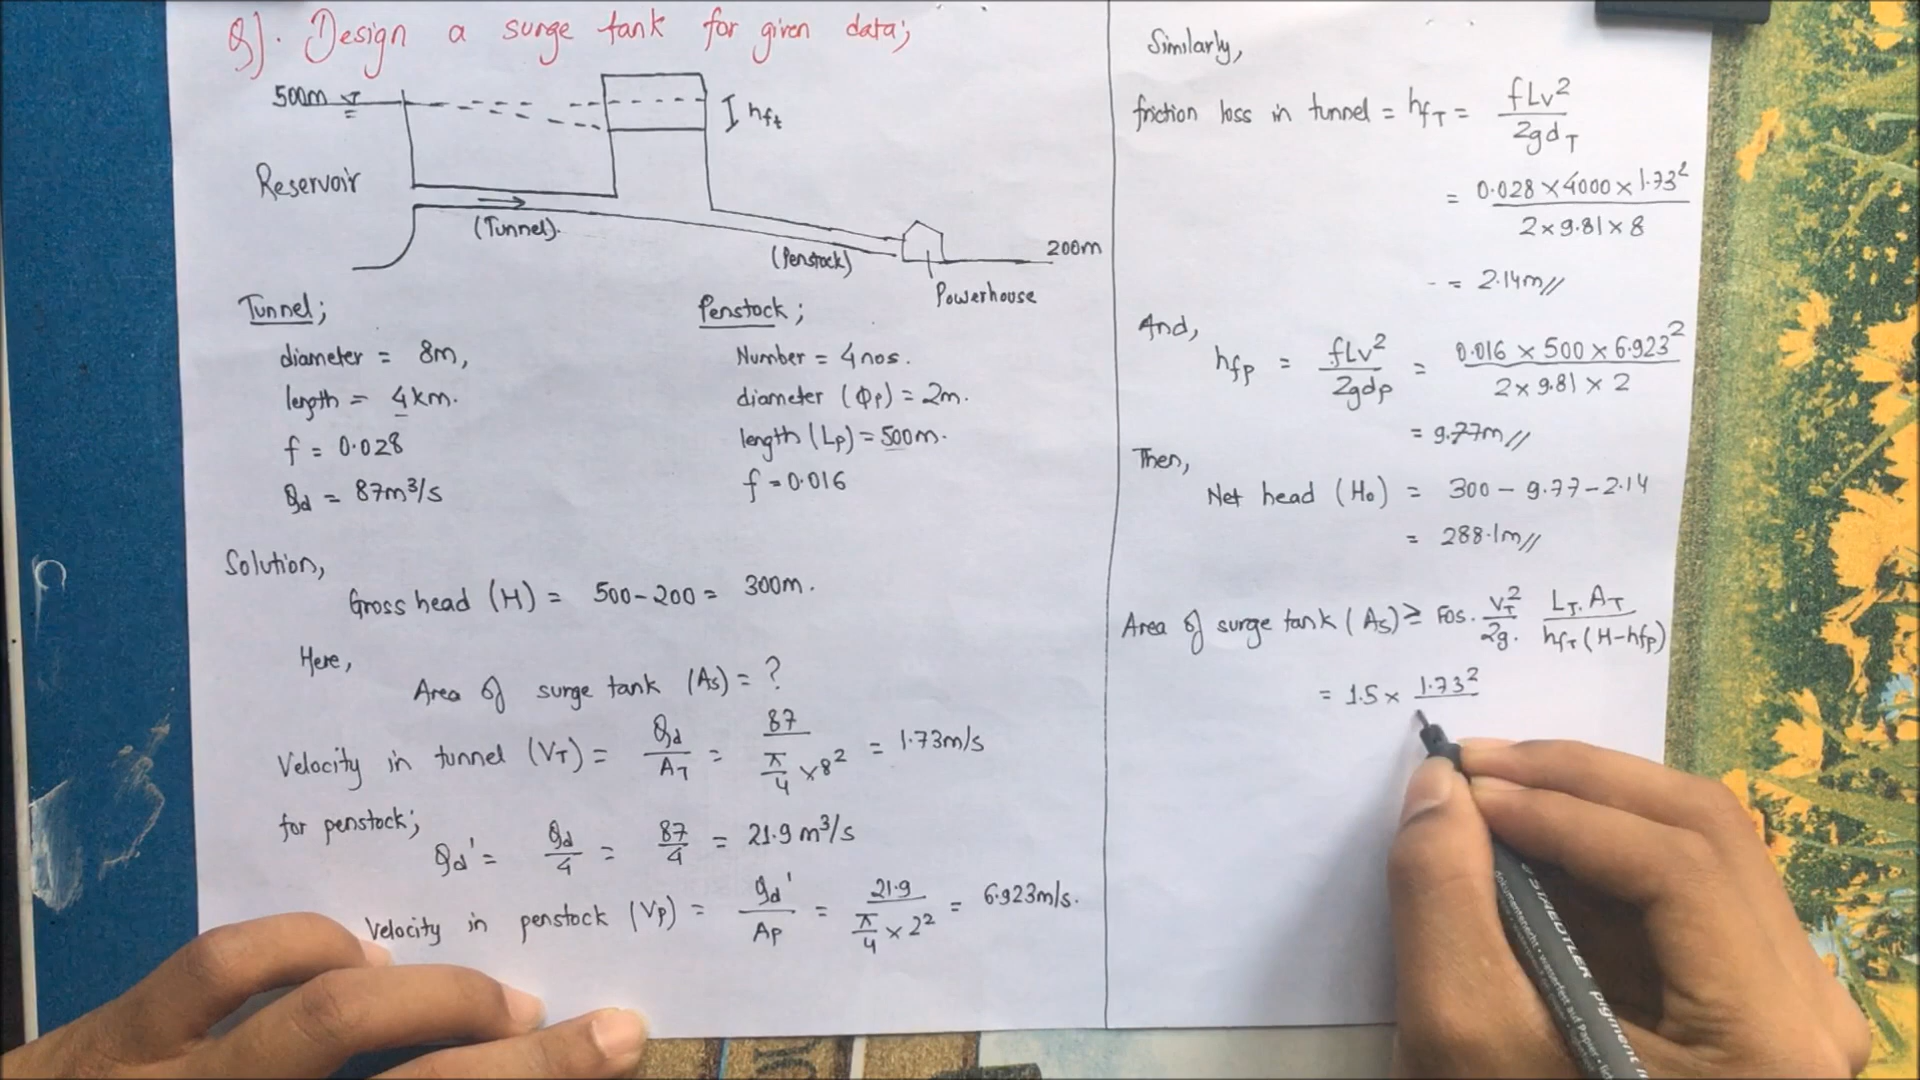 Q). Design a surge tank for given data;
500m
hft
Reservoir
(Tunnel).
(Penstock)
200m
Powerhouse
Tunnel;
diameter = 8m,
length = 4km.
f = 0.028
Qd = 87m³/s
Penstock;
Number = 4nos.
diameter (Φp) = 2m.
length (Lp) = 500m.
f = 0.016
Solution,
Gross head (H) = 500-200 = 300m.
Here,
Area of surge tank (As) = ?
Velocity in tunnel (VT) = Qd/AT = 87/(π/4 × 8²) = 1.73m/s
for penstock;
Qd' = Qd/4 = 87/4 = 21.9 m³/s
Velocity in penstock (Vp) = Qd'/Ap = 21.9/(π/4 × 2²) = 6.923m/s.
Similarly,
friction loss in tunnel = hfT = fLv²/2gdT
= 0.028 × 4000 × 1.73²/2 × 9.81 × 8
= 2.14m//
And,
hfp = fLv²/2gdp = 0.016 × 500 × 6.923²/2 × 9.81 × 2
= 9.77m//
Then,
Net head (Ho) = 300 - 9.77 - 2.14
= 288.1m//
Area of surge tank (As) ≥ FOS. VT²/2g. LT. AT/hfT (H-hfp)
= 1.5 × 1.73²
STAEDTLER pigment